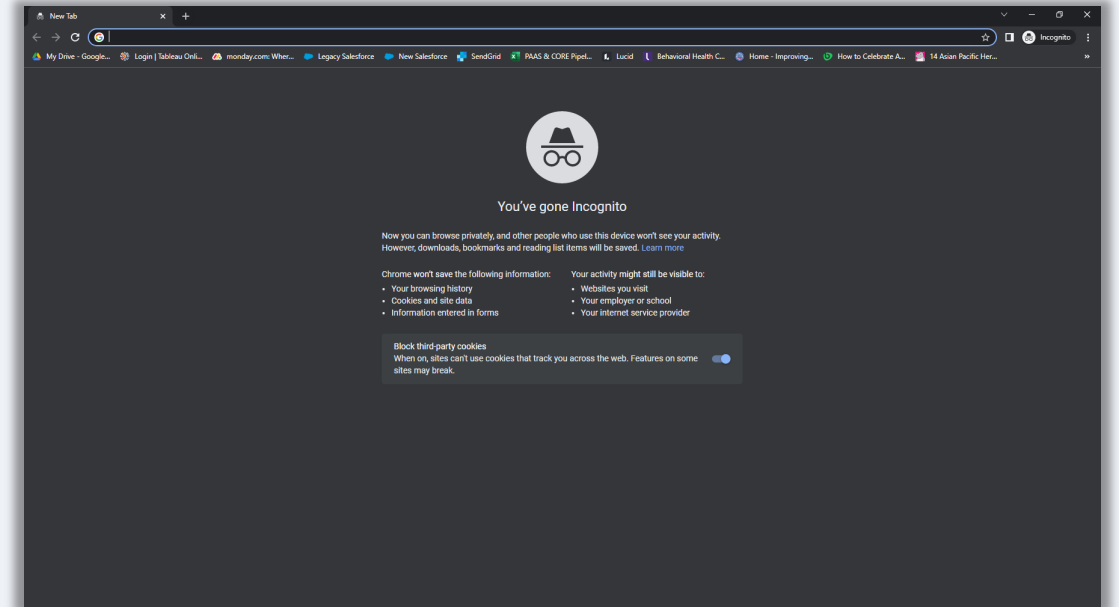 New Tab
Incognito
My Drive - Google... Login | Tableau Onli... monday.com: Wher... Legacy Salesforce New Salesforce SendGrid PAAS & CORE Pipel... Lucid Behavioral Health C... Home - Improving... How to Celebrate A... 14 Asian Pacific Her...
You've gone Incognito
Now you can browse privately, and other people who use this device won't see your activity.
However, downloads, bookmarks and reading list items will be saved. Learn more
Chrome won't save the following information:
• Your browsing history
• Cookies and site data
• Information entered in forms
Your activity might still be visible to:
• Websites you visit
• Your employer or school
• Your internet service provider
Block third-party cookies
When on, sites can't use cookies that track you across the web. Features on some
sites may break.